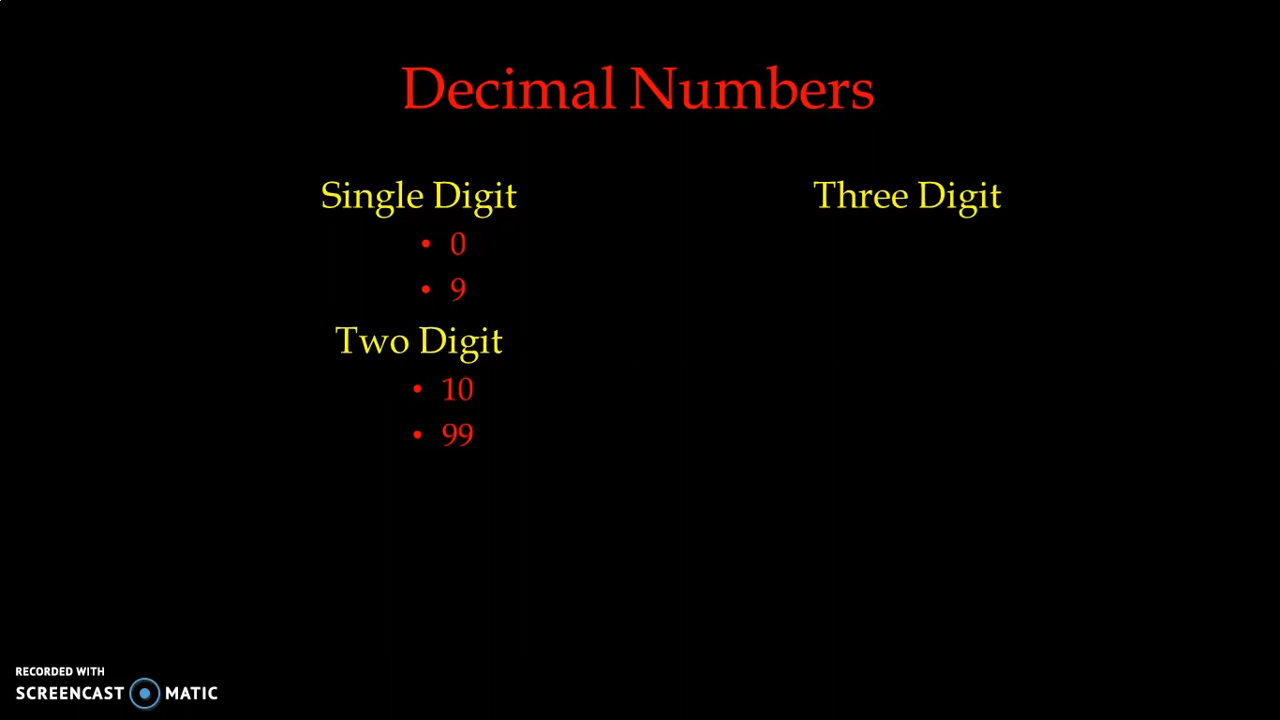 Decimal Numbers
Single Digit
• 0
• 9
Two Digit
• 10
• 99
Three Digit
RECORDED WITH
SCREENCAST MATIC